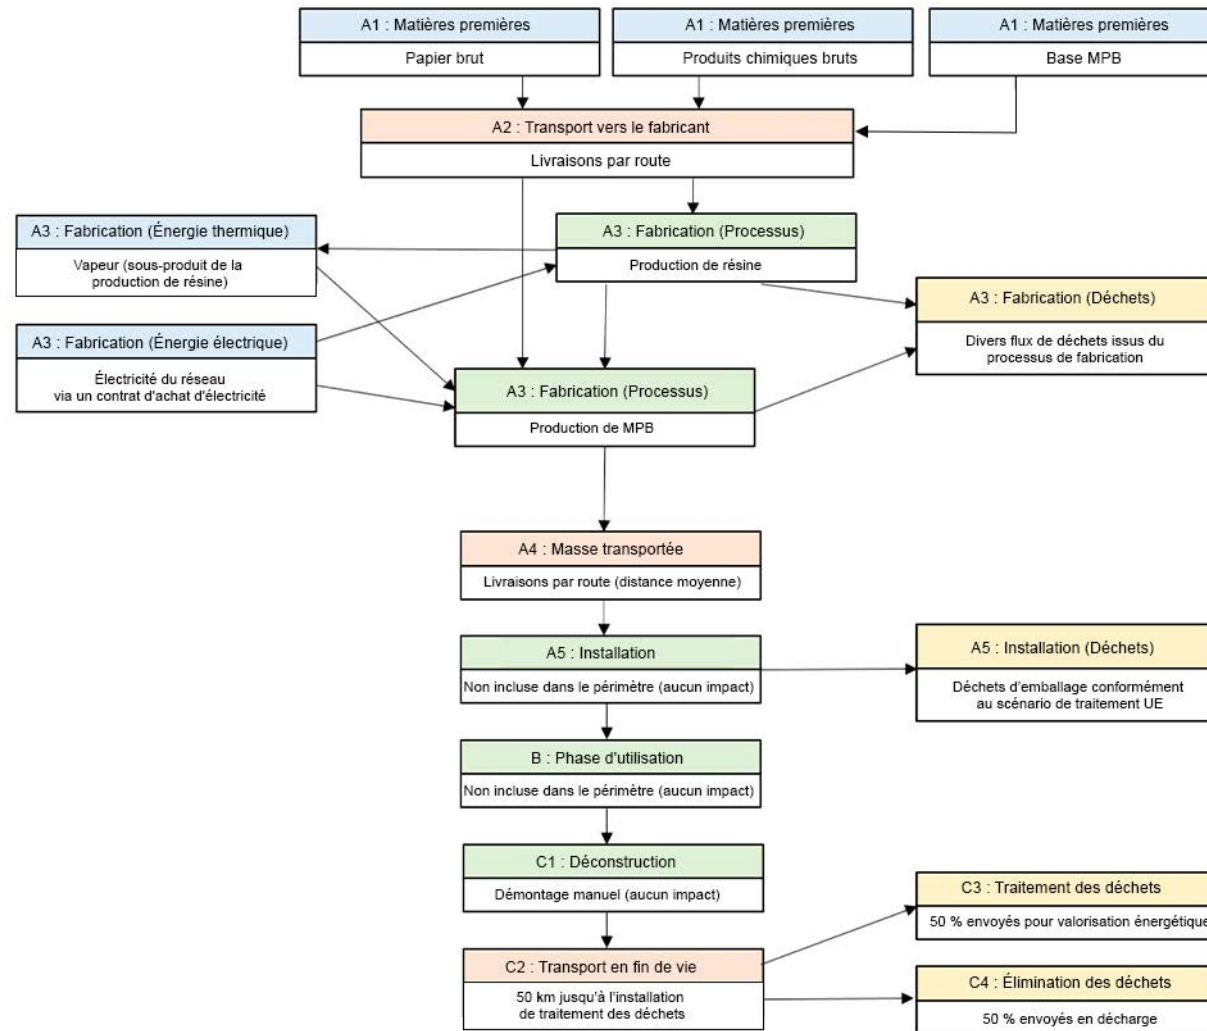 A1 : Matières premières
Papier brut
A1 : Matières premières
Produits chimiques bruts
A1 : Matières premières
Base MPB
A2 : Transport vers le fabricant
Livraisons par route
A3 : Fabrication (Énergie thermique)
Vapeur (sous-produit de la
production de résine)
A3 : Fabrication (Processus)
Production de résine
A3 : Fabrication (Déchets)
Divers flux de déchets issus du
processus de fabrication
A3 : Fabrication (Énergie électrique)
Électricité du réseau
via un contrat d'achat d'électricité
A3 : Fabrication (Processus)
Production de MPB
A4 : Masse transportée
Livraisons par route (distance moyenne)
A5 : Installation
Non incluse dans le périmètre (aucun impact)
A5 : Installation (Déchets)
Déchets d'emballage conformément
au scénario de traitement UE
B : Phase d'utilisation
Non incluse dans le périmètre (aucun impact)
C1 : Déconstruction
Démontage manuel (aucun impact)
C3 : Traitement des déchets
50 % envoyés pour valorisation énergétique
C2 : Transport en fin de vie
50 km jusqu'à l'installation
de traitement des déchets
C4 : Élimination des déchets
50 % envoyés en décharge